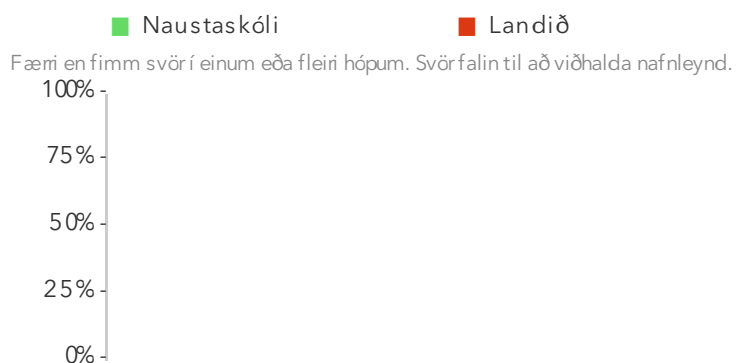 Naustaskóli Landið
Færri en fimm svör í einum eða fleiri hópum. Svör falin til að viðhalda nafnleynd.
100%
75%
50%
25%
0%